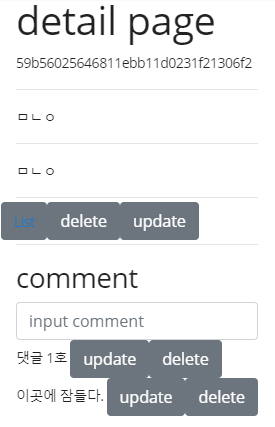 detail page
59b56025646811ebb11d0231f21306f2
ㅁㄴㅇ
ㅁㄴㅇ
List delete update
comment
input comment
댓글 1호 update delete
이곳에 잠들다. update delete